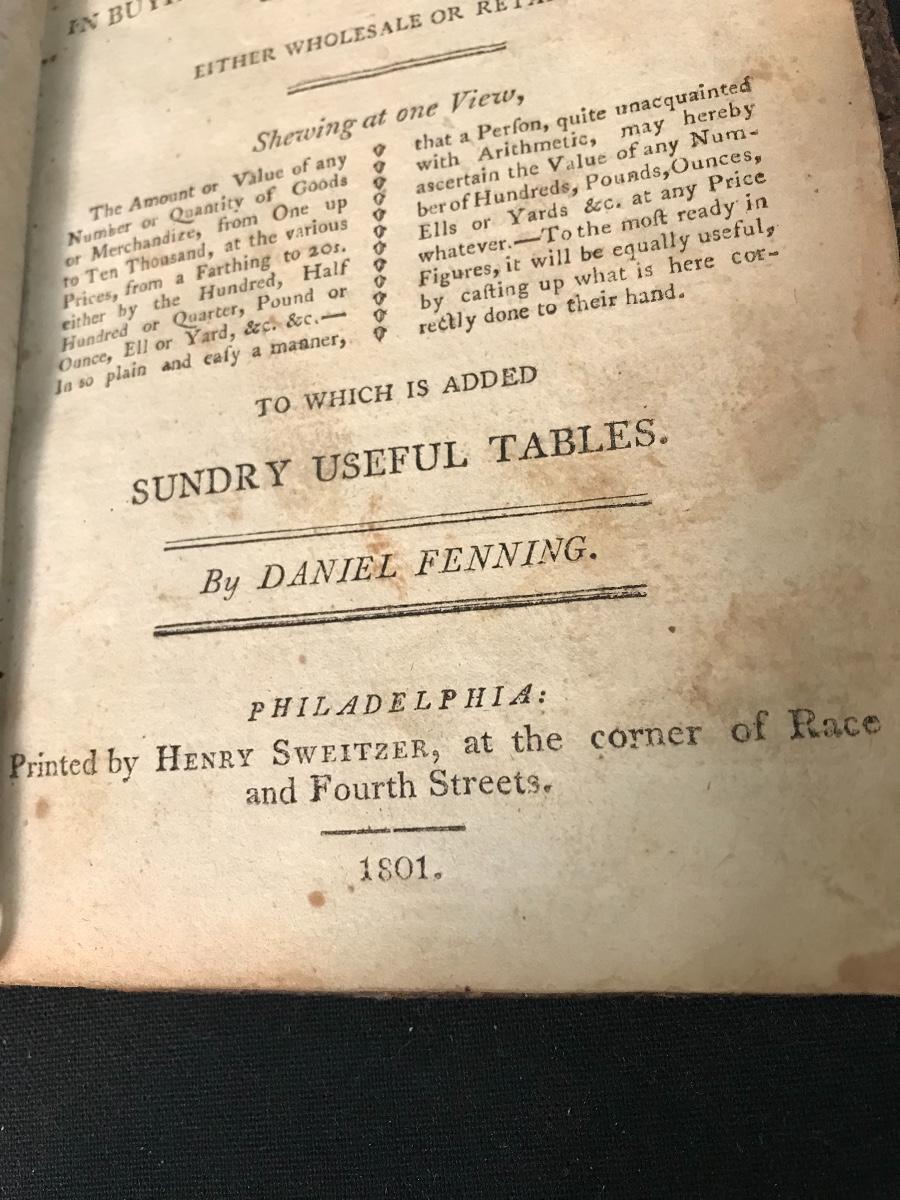 IN BUY
EITHER WHOLESALE OR RETA
Shewing at one View,
The Amount or Value of any
Number or Quantity of Goods
or Merchandize, from One up
to Ten Thousand, at the various
Prices, from a Farthing to 20s.
either by the Hundred, Half
Hundred or Quarter, Pound or
Ounce, Ell or Yard, &c. &c.—
In so plain and eaſy a manner,
that a Perſon, quite unacquainted
with Arithmetic, may hereby
ascertain the Value of any Num-
ber of Hundreds, Pounds, Ounces,
Ells or Yards &c. at any Price
whatever.—To the moſt ready in
Figures, it will be equally useful,
by caſting up what is here cor-
rectly done to their hand.
TO WHICH IS ADDED
SUNDRY USEFUL TABLES.
By DANIEL FENNING.
PHILADELPHIA:
Printed by HENRY SWEITZER, at the corner of Race
and Fourth Streets.
1801.